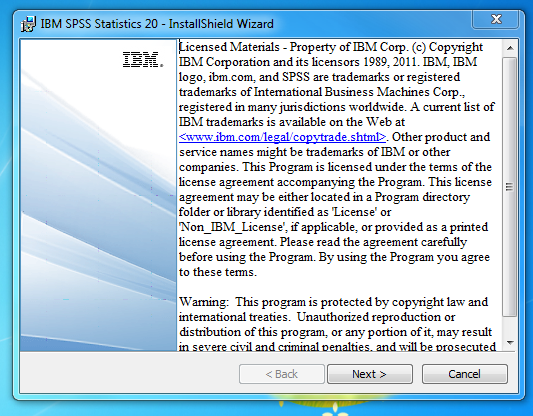 IBM SPSS Statistics 20 - InstallShield Wizard
IBM.
Licensed Materials - Property of IBM Corp. (c) Copyright
IBM Corporation and its licensors 1989, 2011. IBM, IBM
logo, ibm.com, and SPSS are trademarks or registered
trademarks of International Business Machines Corp.,
registered in many jurisdictions worldwide. A current list of
IBM trademarks is available on the Web at
<www.ibm.com/legal/copytrade.shtml>. Other product and
service names might be trademarks of IBM or other
companies. This Program is licensed under the terms of the
license agreement accompanying the Program. This license
agreement may be either located in a Program directory
folder or library identified as 'License' or
'Non_IBM_License', if applicable, or provided as a printed
license agreement. Please read the agreement carefully
before using the Program. By using the Program you agree
to these terms.
Warning:  This program is protected by copyright law and
international treaties.  Unauthorized reproduction or
distribution of this program, or any portion of it, may result
in severe civil and criminal penalties, and will be prosecuted
< Back
Next >
Cancel